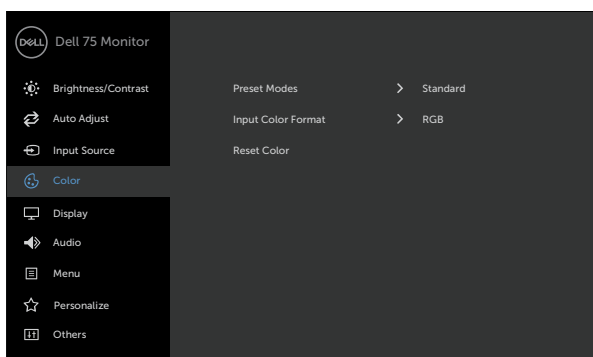 DELL Dell 75 Monitor
Brightness/Contrast
Auto Adjust
Input Source
Color
Display
Audio
Menu
Personalize
Others
Preset Modes Standard
Input Color Format RGB
Reset Color